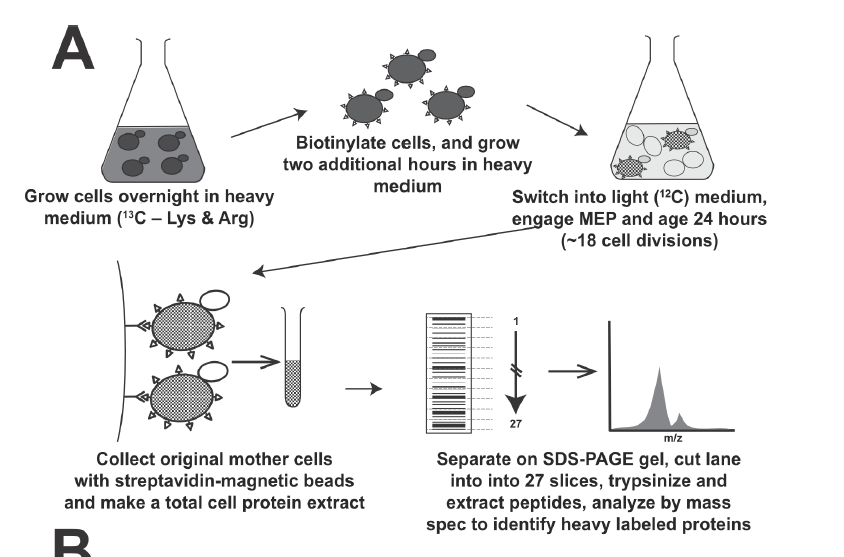 A
Biotinylate cells, and grow
two additional hours in heavy
medium
Grow cells overnight in heavy
medium (¹³C – Lys & Arg)
Switch into light (¹²C) medium,
engage MEP and age 24 hours
(~18 cell divisions)
1
27
m/z
Collect original mother cells
with streptavidin-magnetic beads
and make a total cell protein extract
Separate on SDS-PAGE gel, cut lane
into into 27 slices, trypsinize and
extract peptides, analyze by mass
spec to identify heavy labeled proteins
B